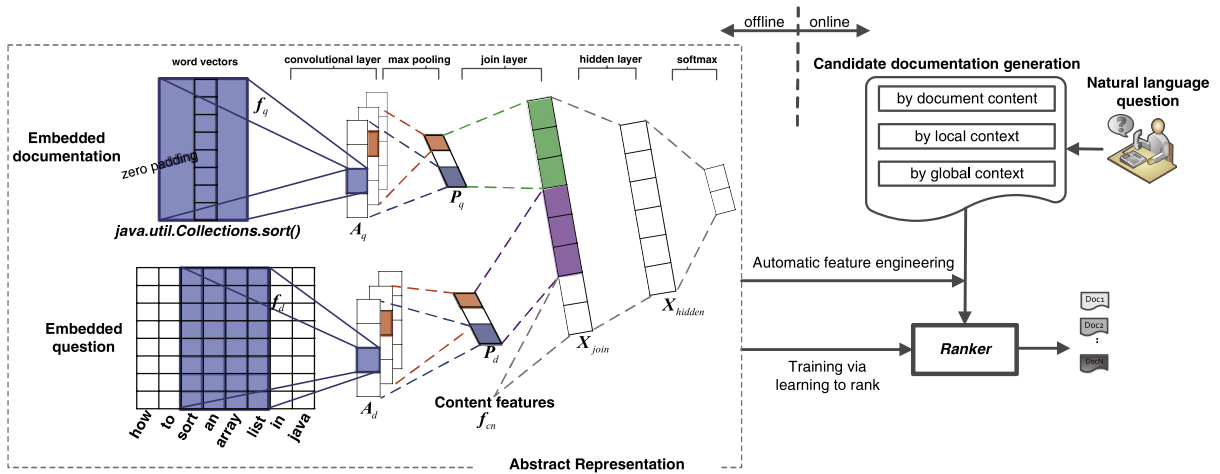 offline online
word vectors convolutional layer max pooling join layer hidden layer softmax
Candidate documentation generation
by document content
by local context
by global context
Natural language
question
Embedded
documentation
zero padding
f_q
java.util.Collections.sort()
A_q
P_q
Embedded
question
f_d
how to sort an array list in java
A_d
P_d
Content features
f_cn
X_join
X_hidden
Abstract Representation
Automatic feature engineering
Training via
learning to rank
Ranker
Doc1
Doc2
:
DocN